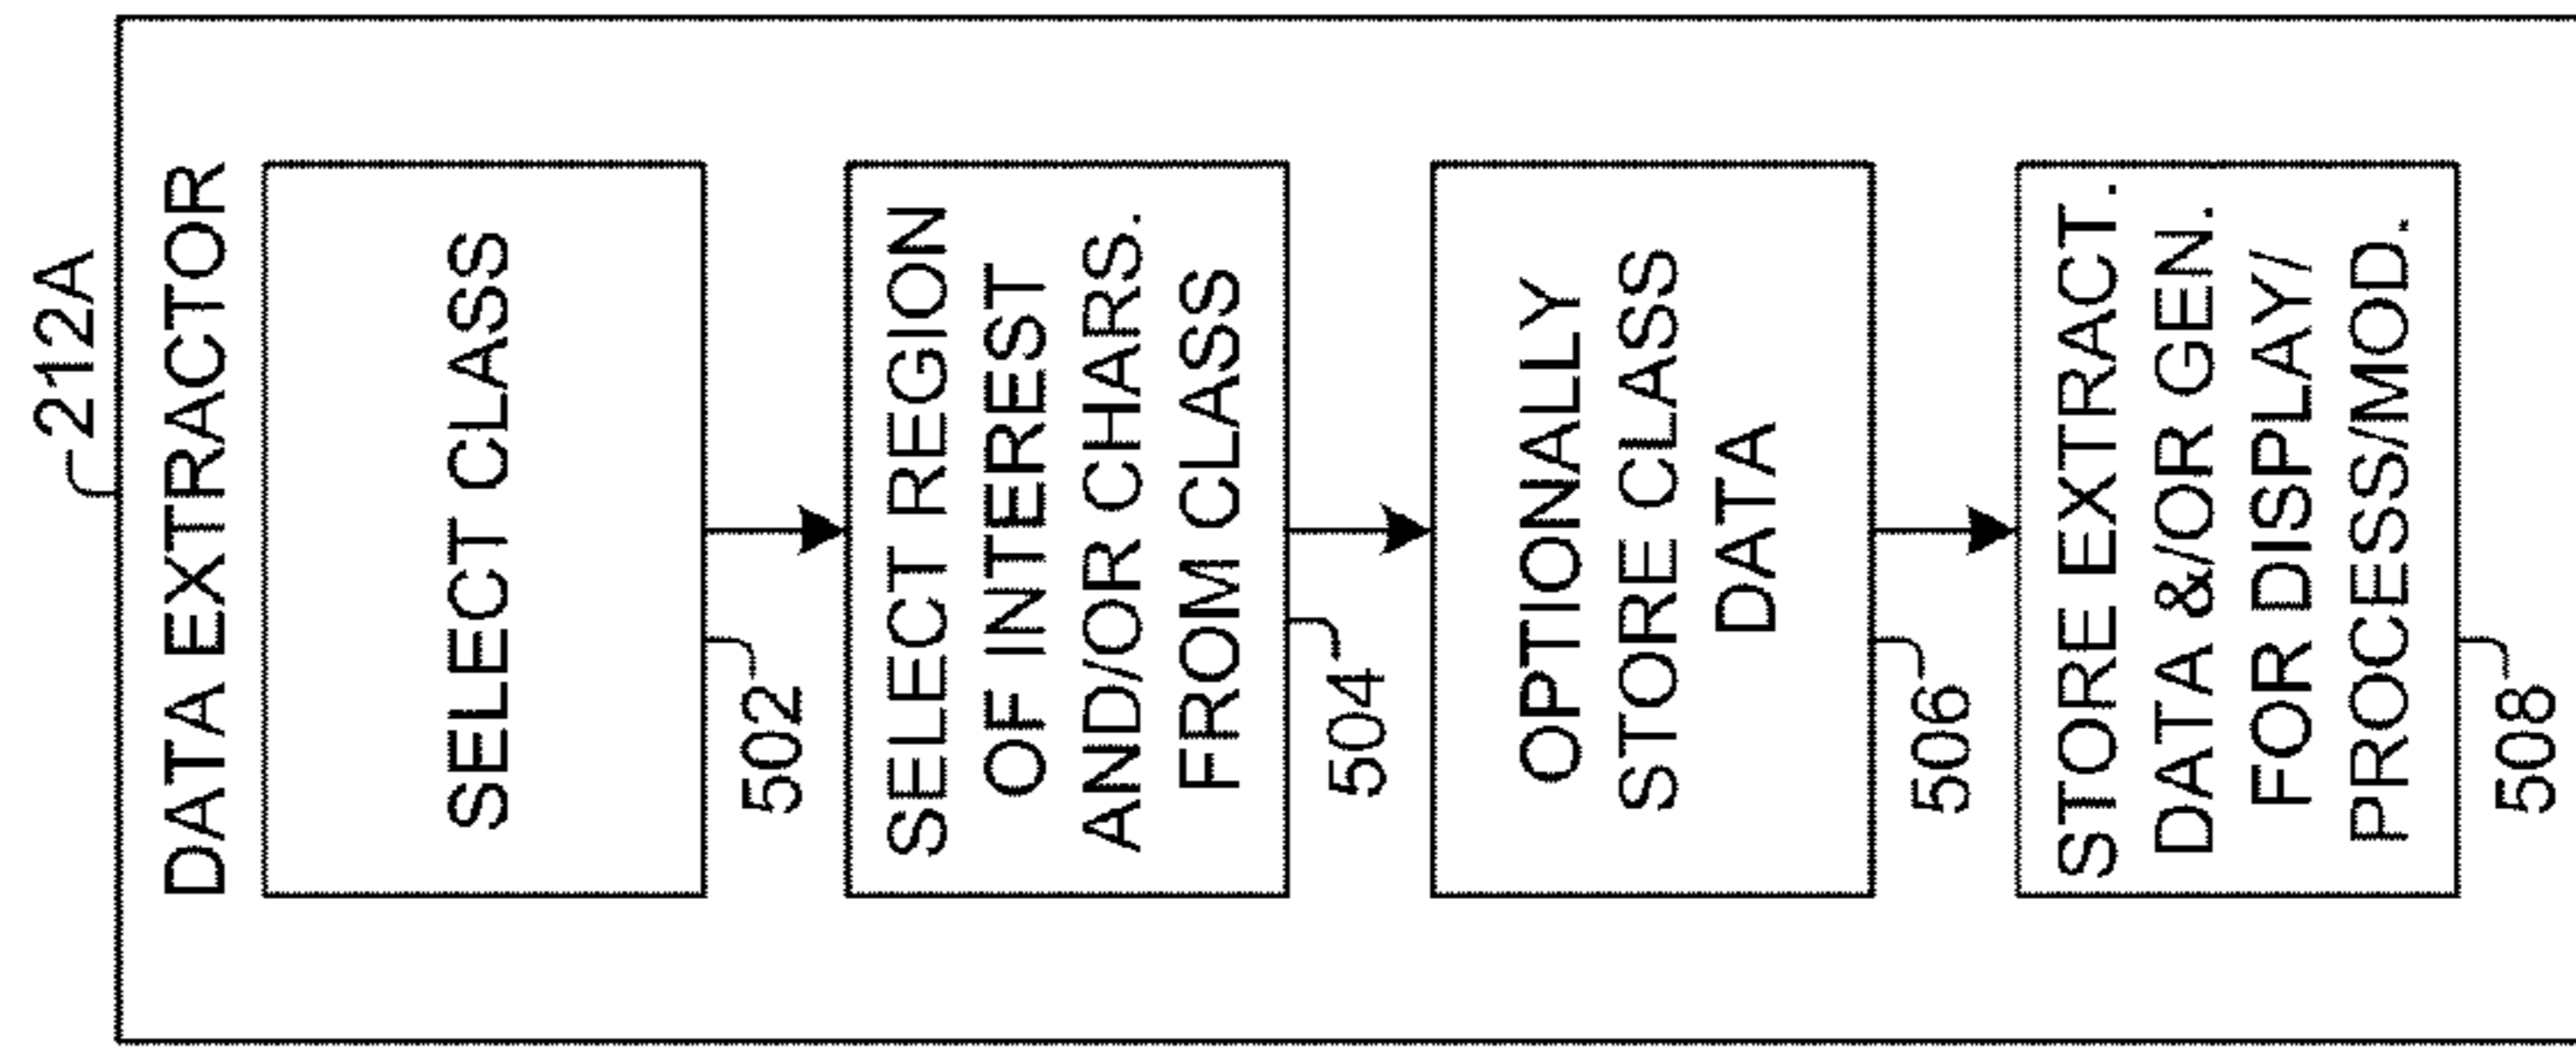 212A
DATA EXTRACTOR
SELECT CLASS
502
SELECT REGION
OF INTEREST
AND/OR CHARS.
FROM CLASS
504
OPTIONALLY
STORE CLASS
DATA
506
STORE EXTRACT.
DATA &/OR GEN.
FOR DISPLAY/
PROCESS/MOD.
508